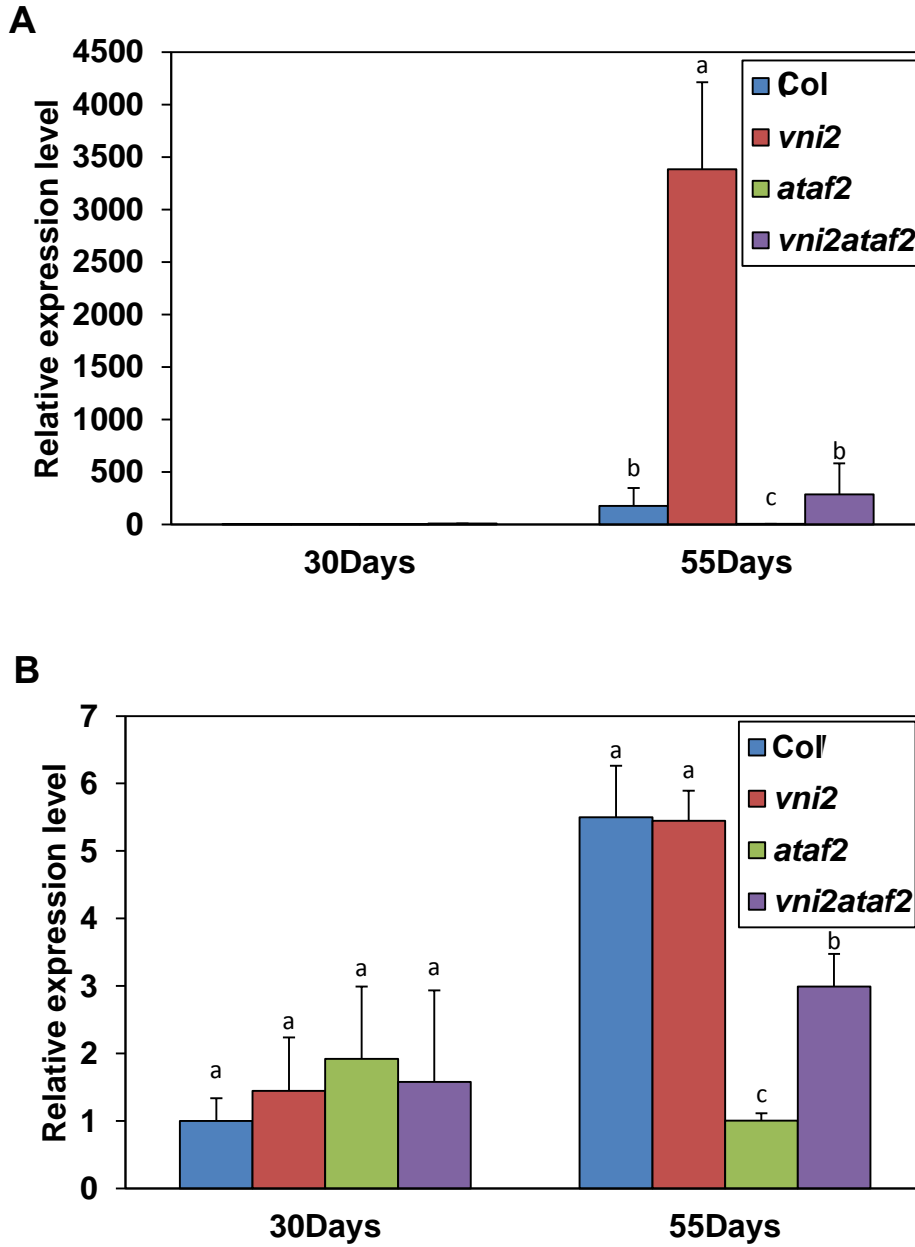 A
Relative expression level
4500
4000
3500
3000
2500
2000
1500
1000
500
0
b
a
c
b
30Days
55Days
Col
vni2
ataf2
vni2ataf2
B
Relative expression level
7
6
5
4
3
2
1
0
a
a
a
a
a
a
c
b
30Days
55Days
Col
vni2
ataf2
vni2ataf2